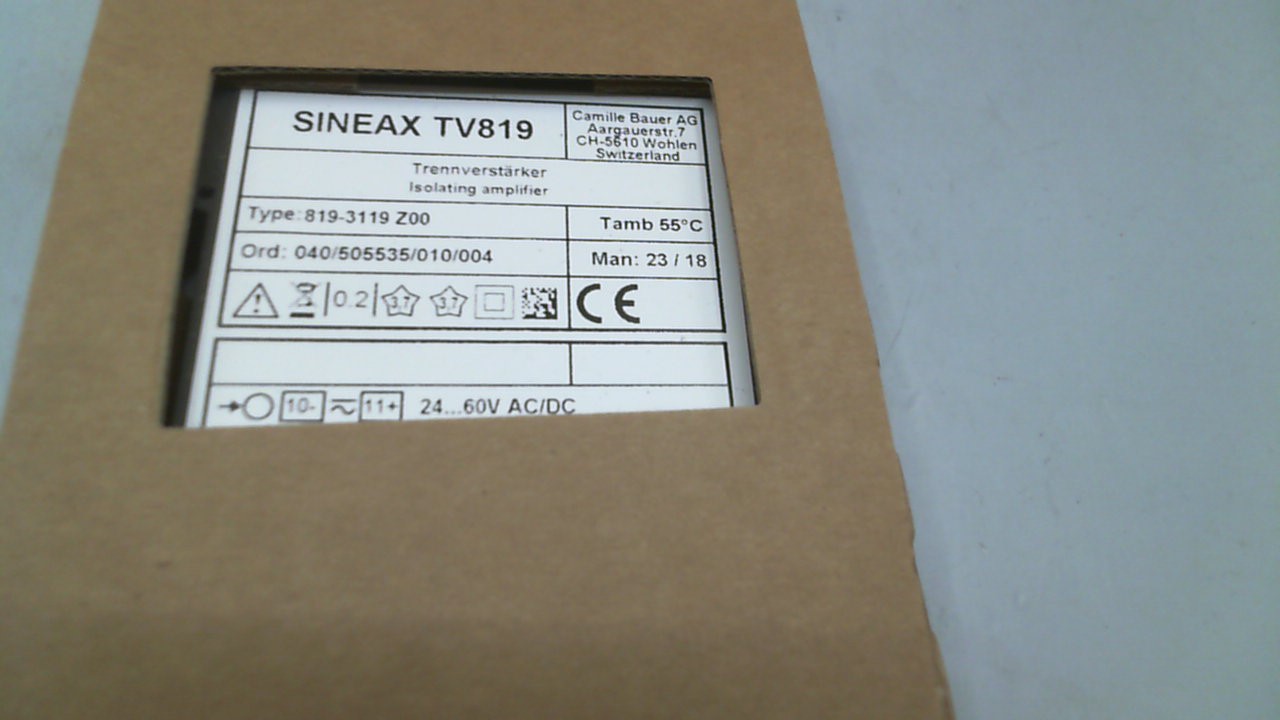 SINEAX TV819
Camille Bauer AG
Aargauerstr.7
CH-5610 Wohlen
Switzerland
Trennverstärker
Isolating amplifier
Type: 819-3119 Z00
Tamb 55°C
Ord: 040/505535/010/004
Man: 23 / 18
0.2 3.7 3.7 CE
10- 11+ 24...60V AC/DC